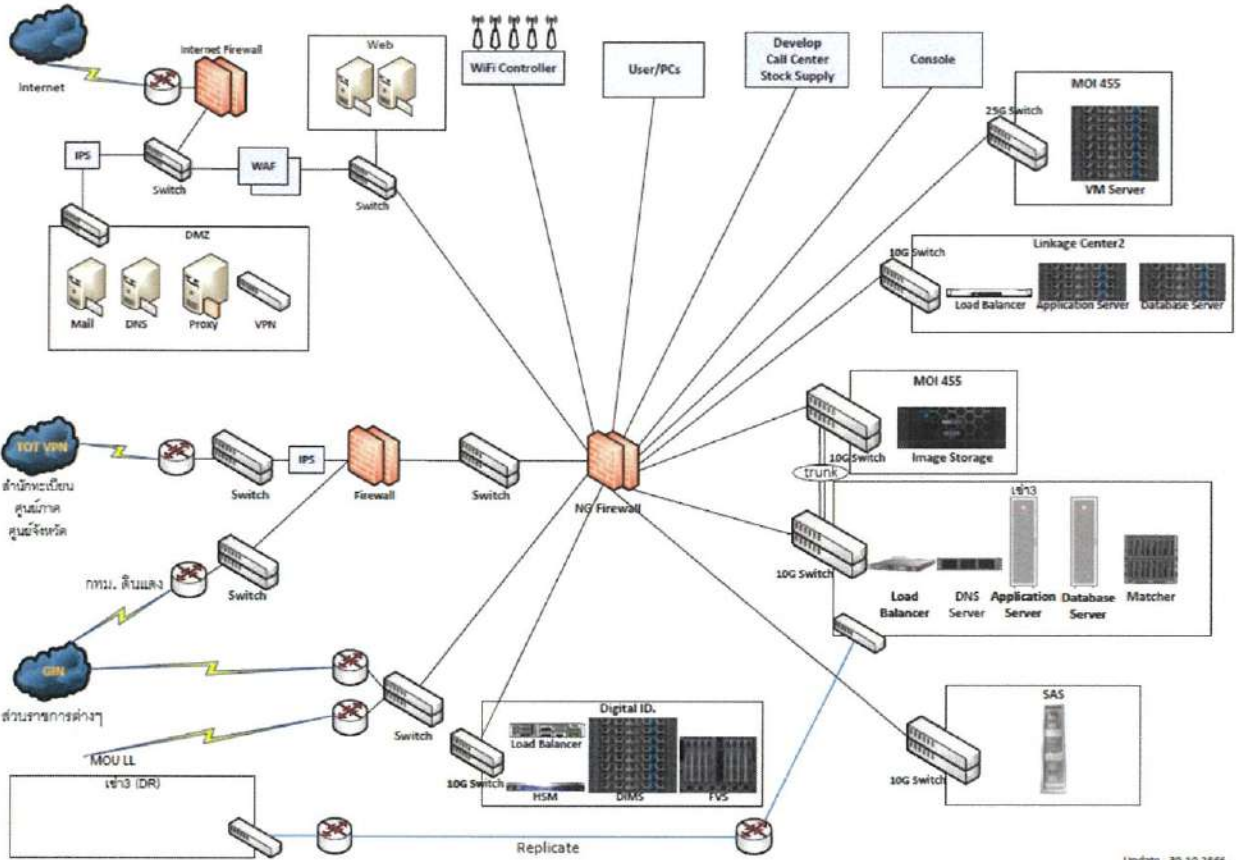 Internet
Internet Firewall
Web
WiFi Controller
User/PCs
Develop
Call Center
Stock Supply
Console
MOI 455
25G Switch
VM Server
IPS
Switch
WAF
Switch
DMZ
Mail
DNS
Proxy
VPN
Linkage Center2
10G Switch
Load Balancer
Application Server
Database Server
MOI 455
10G Switch
Image Storage
trunk
TOT VPN
สำนักทะเบียน
ศูนย์ภาค
ศูนย์จังหวัด
Switch
IPS
Firewall
Switch
NG Firewall
เช่า3
10G Switch
Load
Balancer
DNS
Server
Application
Server
Database
Server
Matcher
กทม. ดินแดง
Switch
GIN
ส่วนราชการต่างๆ
MOU LL
Switch
Digital ID.
Load Balancer
10G Switch
HSM
DIMS
FVS
SAS
10G Switch
เช่า3 (DR)
Replicate
Update